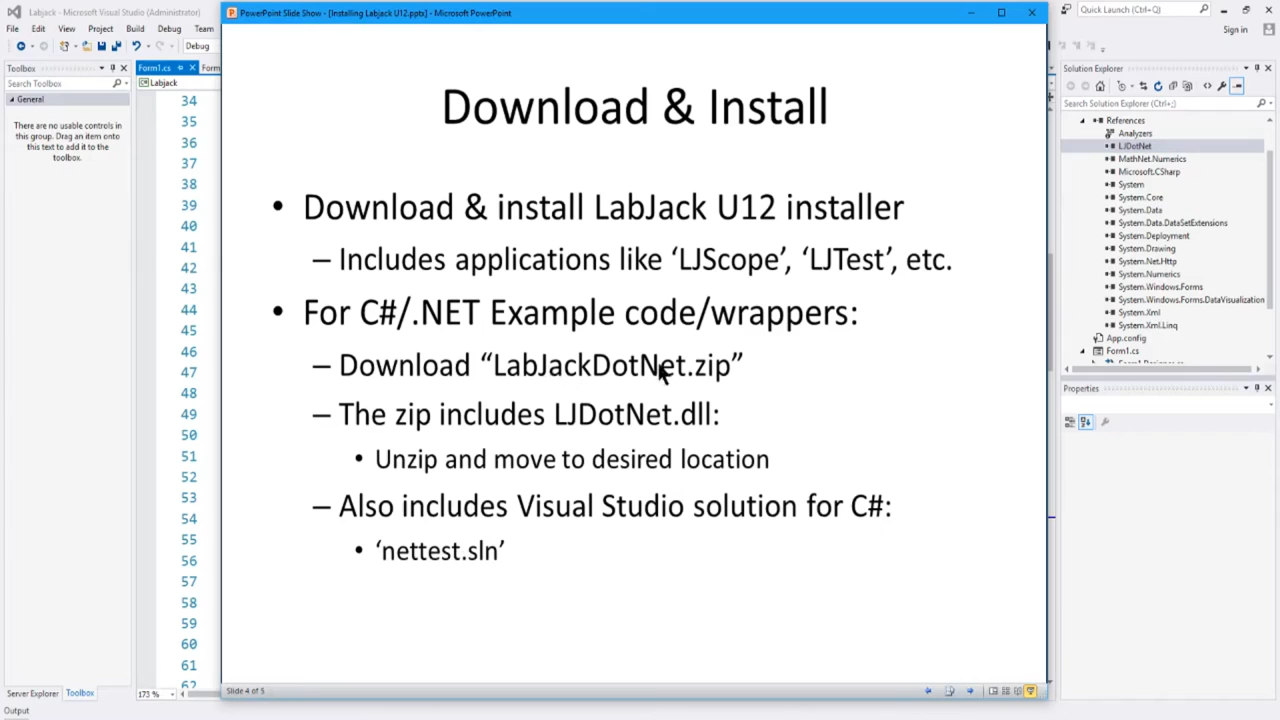 Labjack - Microsoft Visual Studio (Administrator)
PowerPoint Slide Show - [Installing Labjack U12.pptx] - Microsoft PowerPoint
Quick Launch (Ctrl+;)
File Edit View Project Build Debug Team
Sign in
Debug
Toolbox
Form1.cs
Form
Solution Explorer
Search Toolbox
Labjack
General
There are no usable controls in
this group. Drag an item onto
this text to add it to the
toolbox.
Search Solution Explorer (Ctrl+;)
34
35
36
37
38
39
40
41
42
43
44
45
46
47
48
49
50
51
52
53
54
55
56
57
58
59
60
61
62
Download & Install
• Download & install LabJack U12 installer
– Includes applications like ‘LJScope’, ‘LJTest’, etc.
• For C#/.NET Example code/wrappers:
– Download “LabJackDotNet.zip”
– The zip includes LJDotNet.dll:
• Unzip and move to desired location
– Also includes Visual Studio solution for C#:
• ‘nettest.sln’
References
Analyzers
LJDotNet
MathNet.Numerics
Microsoft.CSharp
System
System.Core
System.Data
System.Data.DataSetExtensions
System.Deployment
System.Drawing
System.Net.Http
System.Numerics
System.Windows.Forms
System.Windows.Forms.DataVisualization
System.Xml
System.Xml.Linq
App.config
Form1.cs
Properties
Slide 4 of 5
Server Explorer Toolbox
173 %
Output